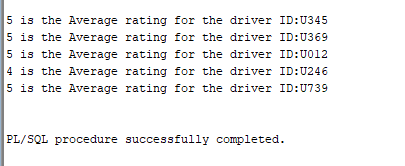 5 is the Average rating for the driver ID:U345
5 is the Average rating for the driver ID:U369
5 is the Average rating for the driver ID:U012
4 is the Average rating for the driver ID:U246
5 is the Average rating for the driver ID:U739
PL/SQL procedure successfully completed.